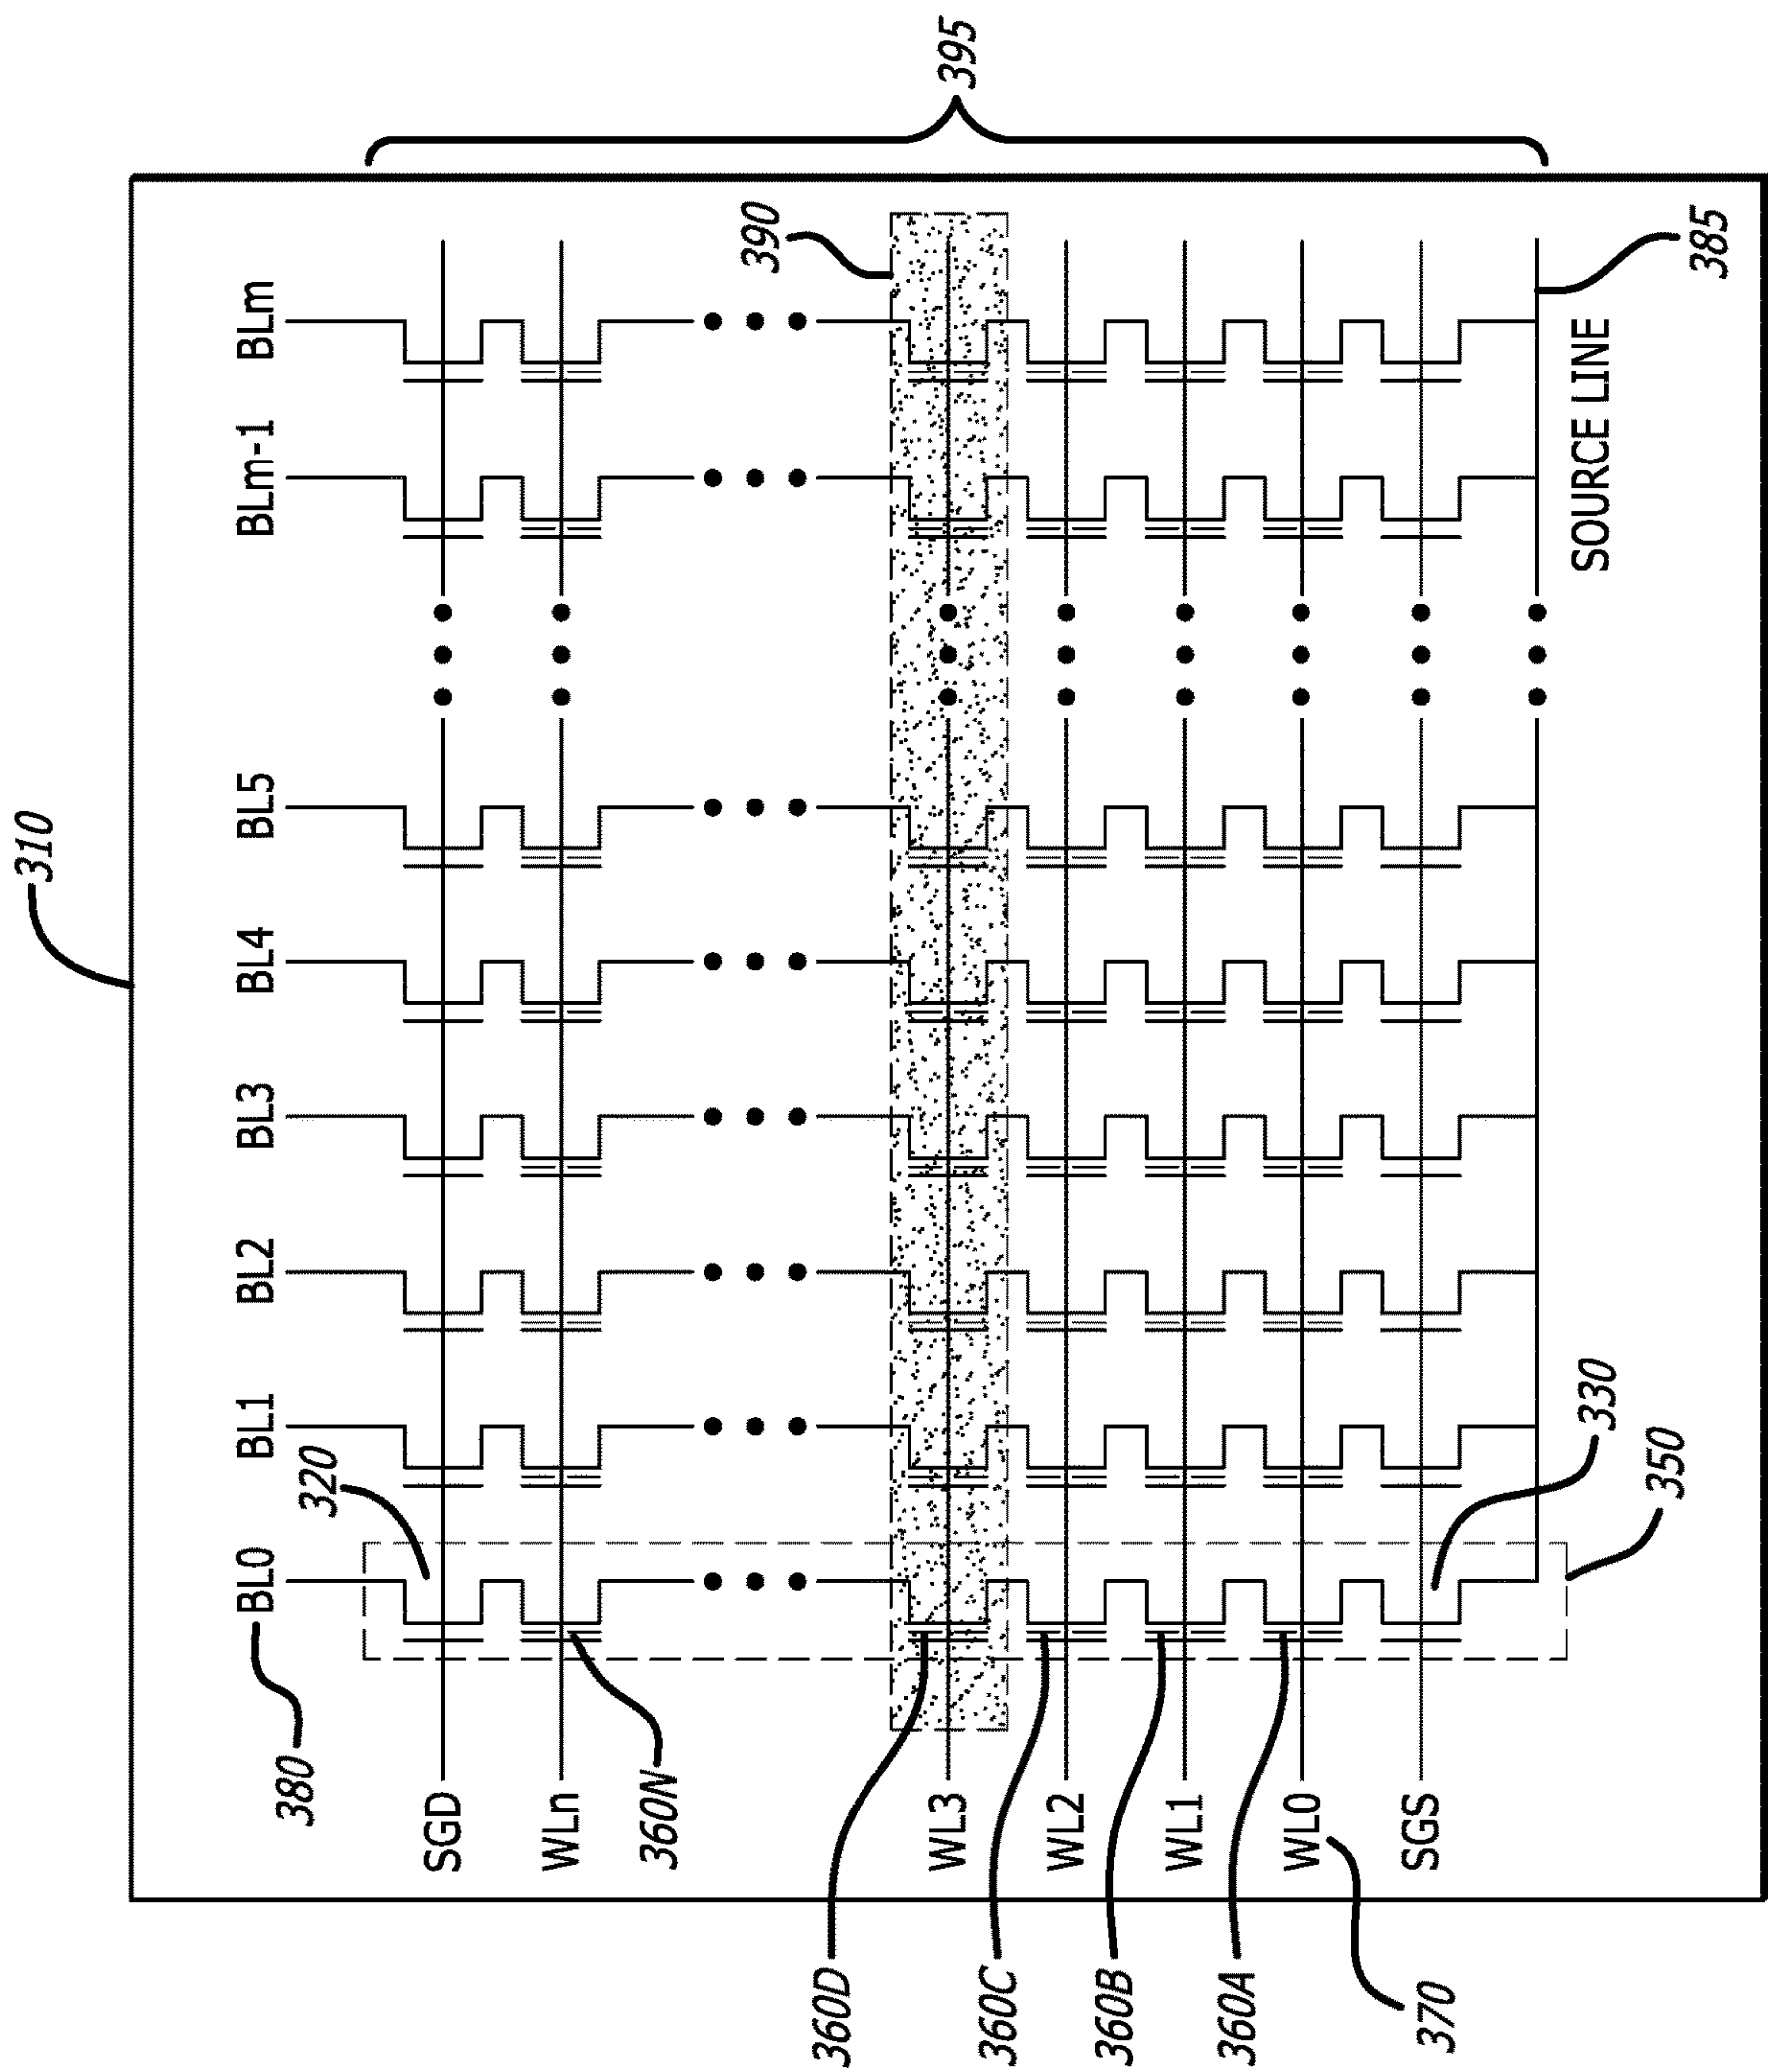 310
BL0
BL1
BL2
BL3
BL4
BL5
BLm-1
BLm
380
320
SGD
WLn
360N
390
395
WL3
WL2
WL1
WL0
SGS
360D
360C
360B
360A
370
330
350
SOURCE LINE
385